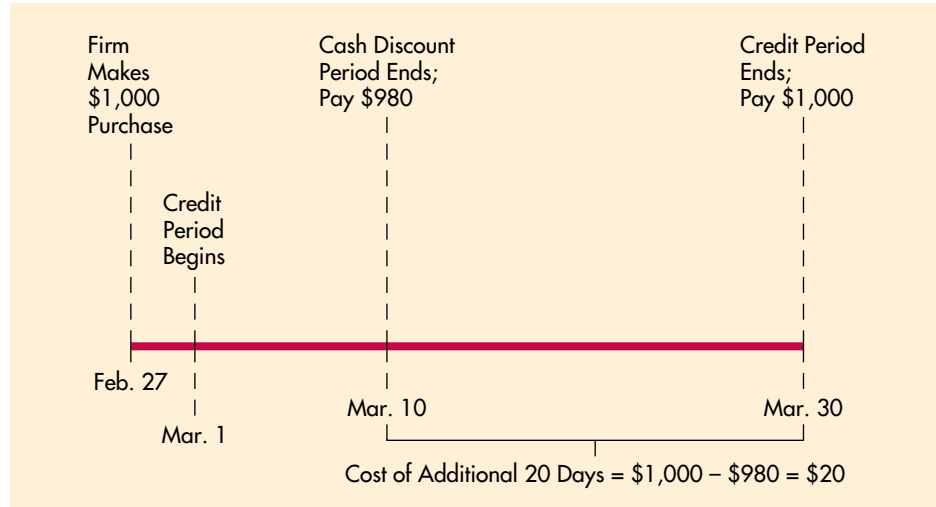 Firm
Makes
$1,000
Purchase
Cash Discount
Period Ends;
Pay $980
Credit Period
Ends;
Pay $1,000
Credit
Period
Begins
Feb. 27
Mar. 1
Mar. 10
Mar. 30
Cost of Additional 20 Days = $1,000 – $980 = $20